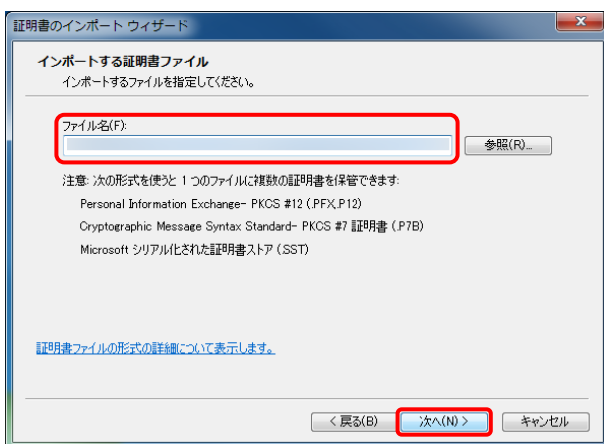 証明書のインポート ウィザード
インポートする証明書ファイル
インポートするファイルを指定してください。
ファイル名(F):
参照(R)...
注意: 次の形式を使うと 1 つのファイルに複数の証明書を保管できます:
Personal Information Exchange- PKCS #12 (.PFX,.P12)
Cryptographic Message Syntax Standard- PKCS #7 証明書 (.P7B)
Microsoft シリアル化された証明書ストア (.SST)
証明書ファイルの形式の詳細について表示します。
< 戻る(B) 次へ(N) > キャンセル